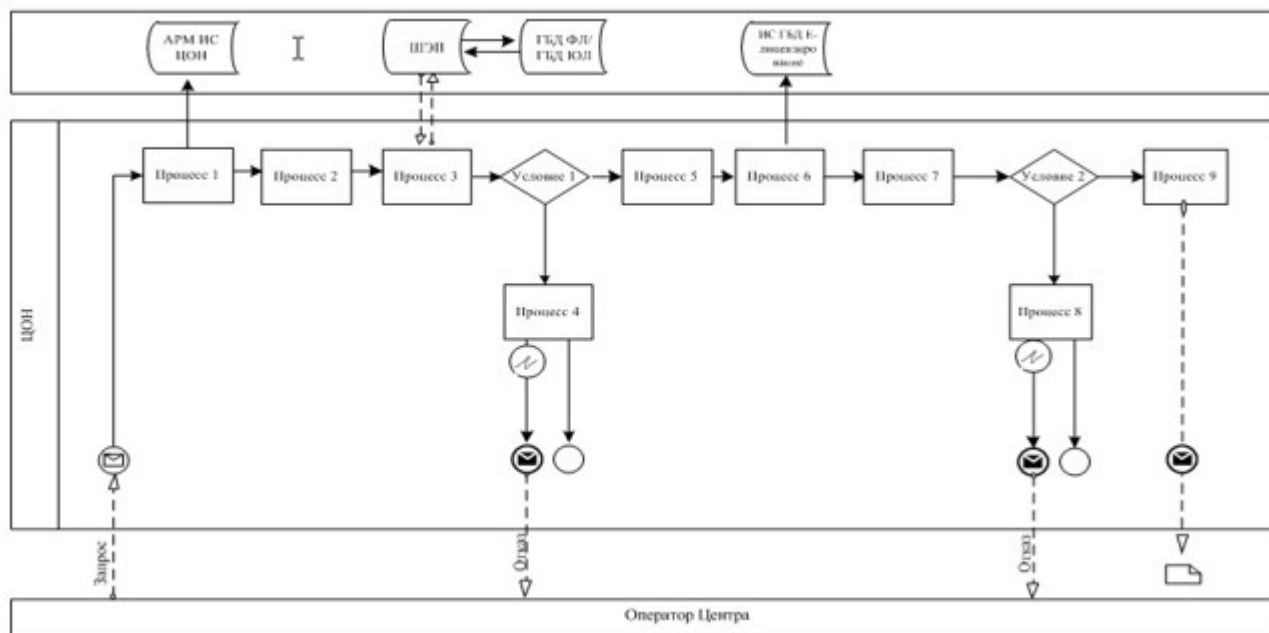 АРМ ИС
ЦОН
ШЭП
ГБД ФЛ/
ГБД ЮЛ
ИС ГБД Е-
лицензиро
вание
ЦОН
Процесс 1
Процесс 2
Процесс 3
Условие 1
Процесс 5
Процесс 6
Процесс 7
Условие 2
Процесс 9
Процесс 4
Процесс 8
Запрос
Отказ
Отказ
Оператор Центра